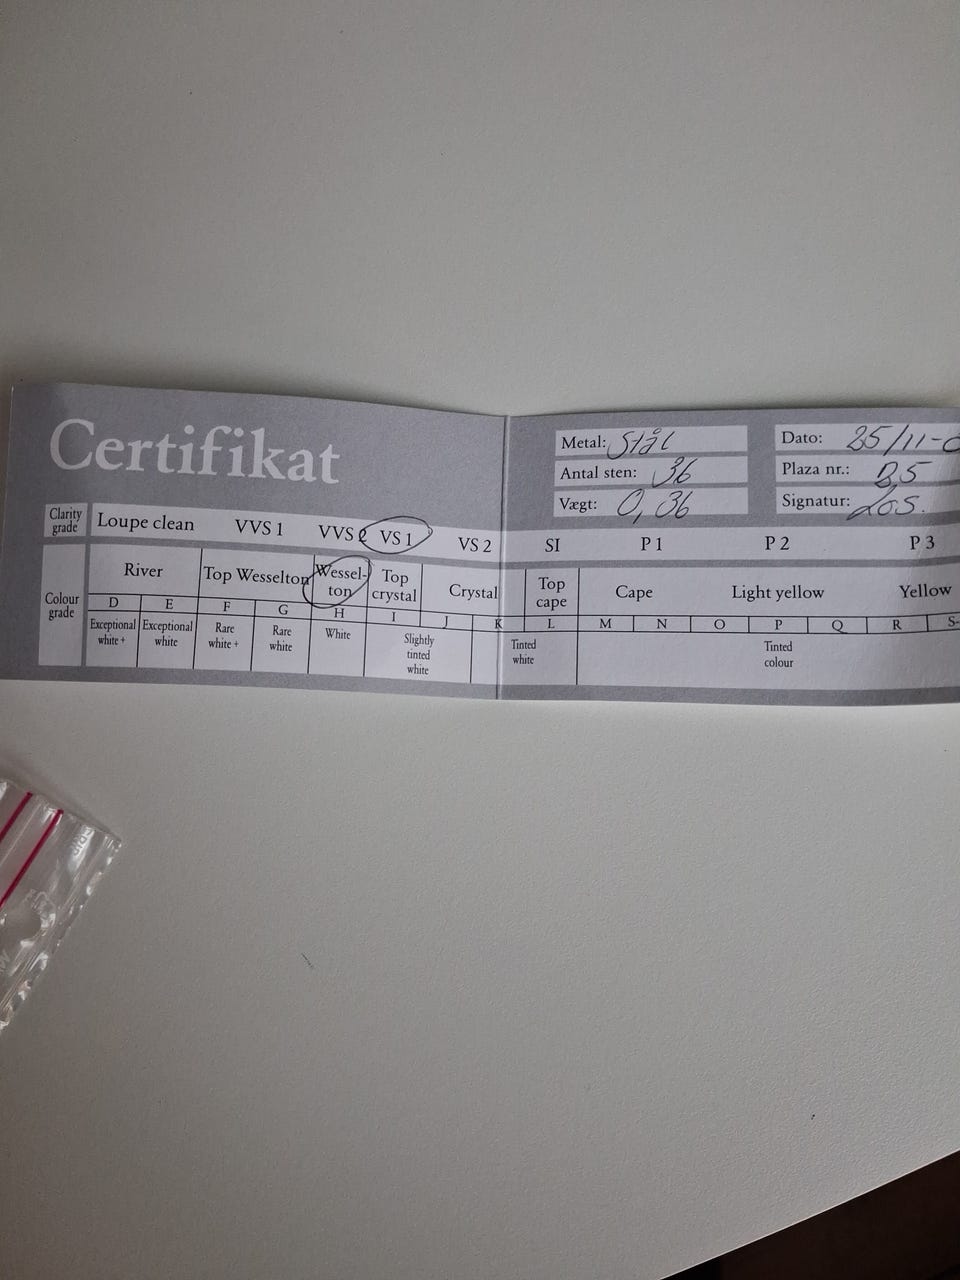 Certifikat
Metal: Stål
Antal sten: 36
Vægt: 0,36
Dato: 25/11-0
Plaza nr.: B5
Signatur:
Clarity grade
Loupe clean VVS 1 VVS 2 VS 1 VS 2 SI P 1 P 2 P 3
Colour grade
River Top Wesselton Wessel-ton Top crystal Crystal Top cape Cape Light yellow Yellow
D E F G H I J K L M N O P Q R S-
Exceptional white + Exceptional white Rare white + Rare white White Slightly tinted white Tinted white Tinted colour